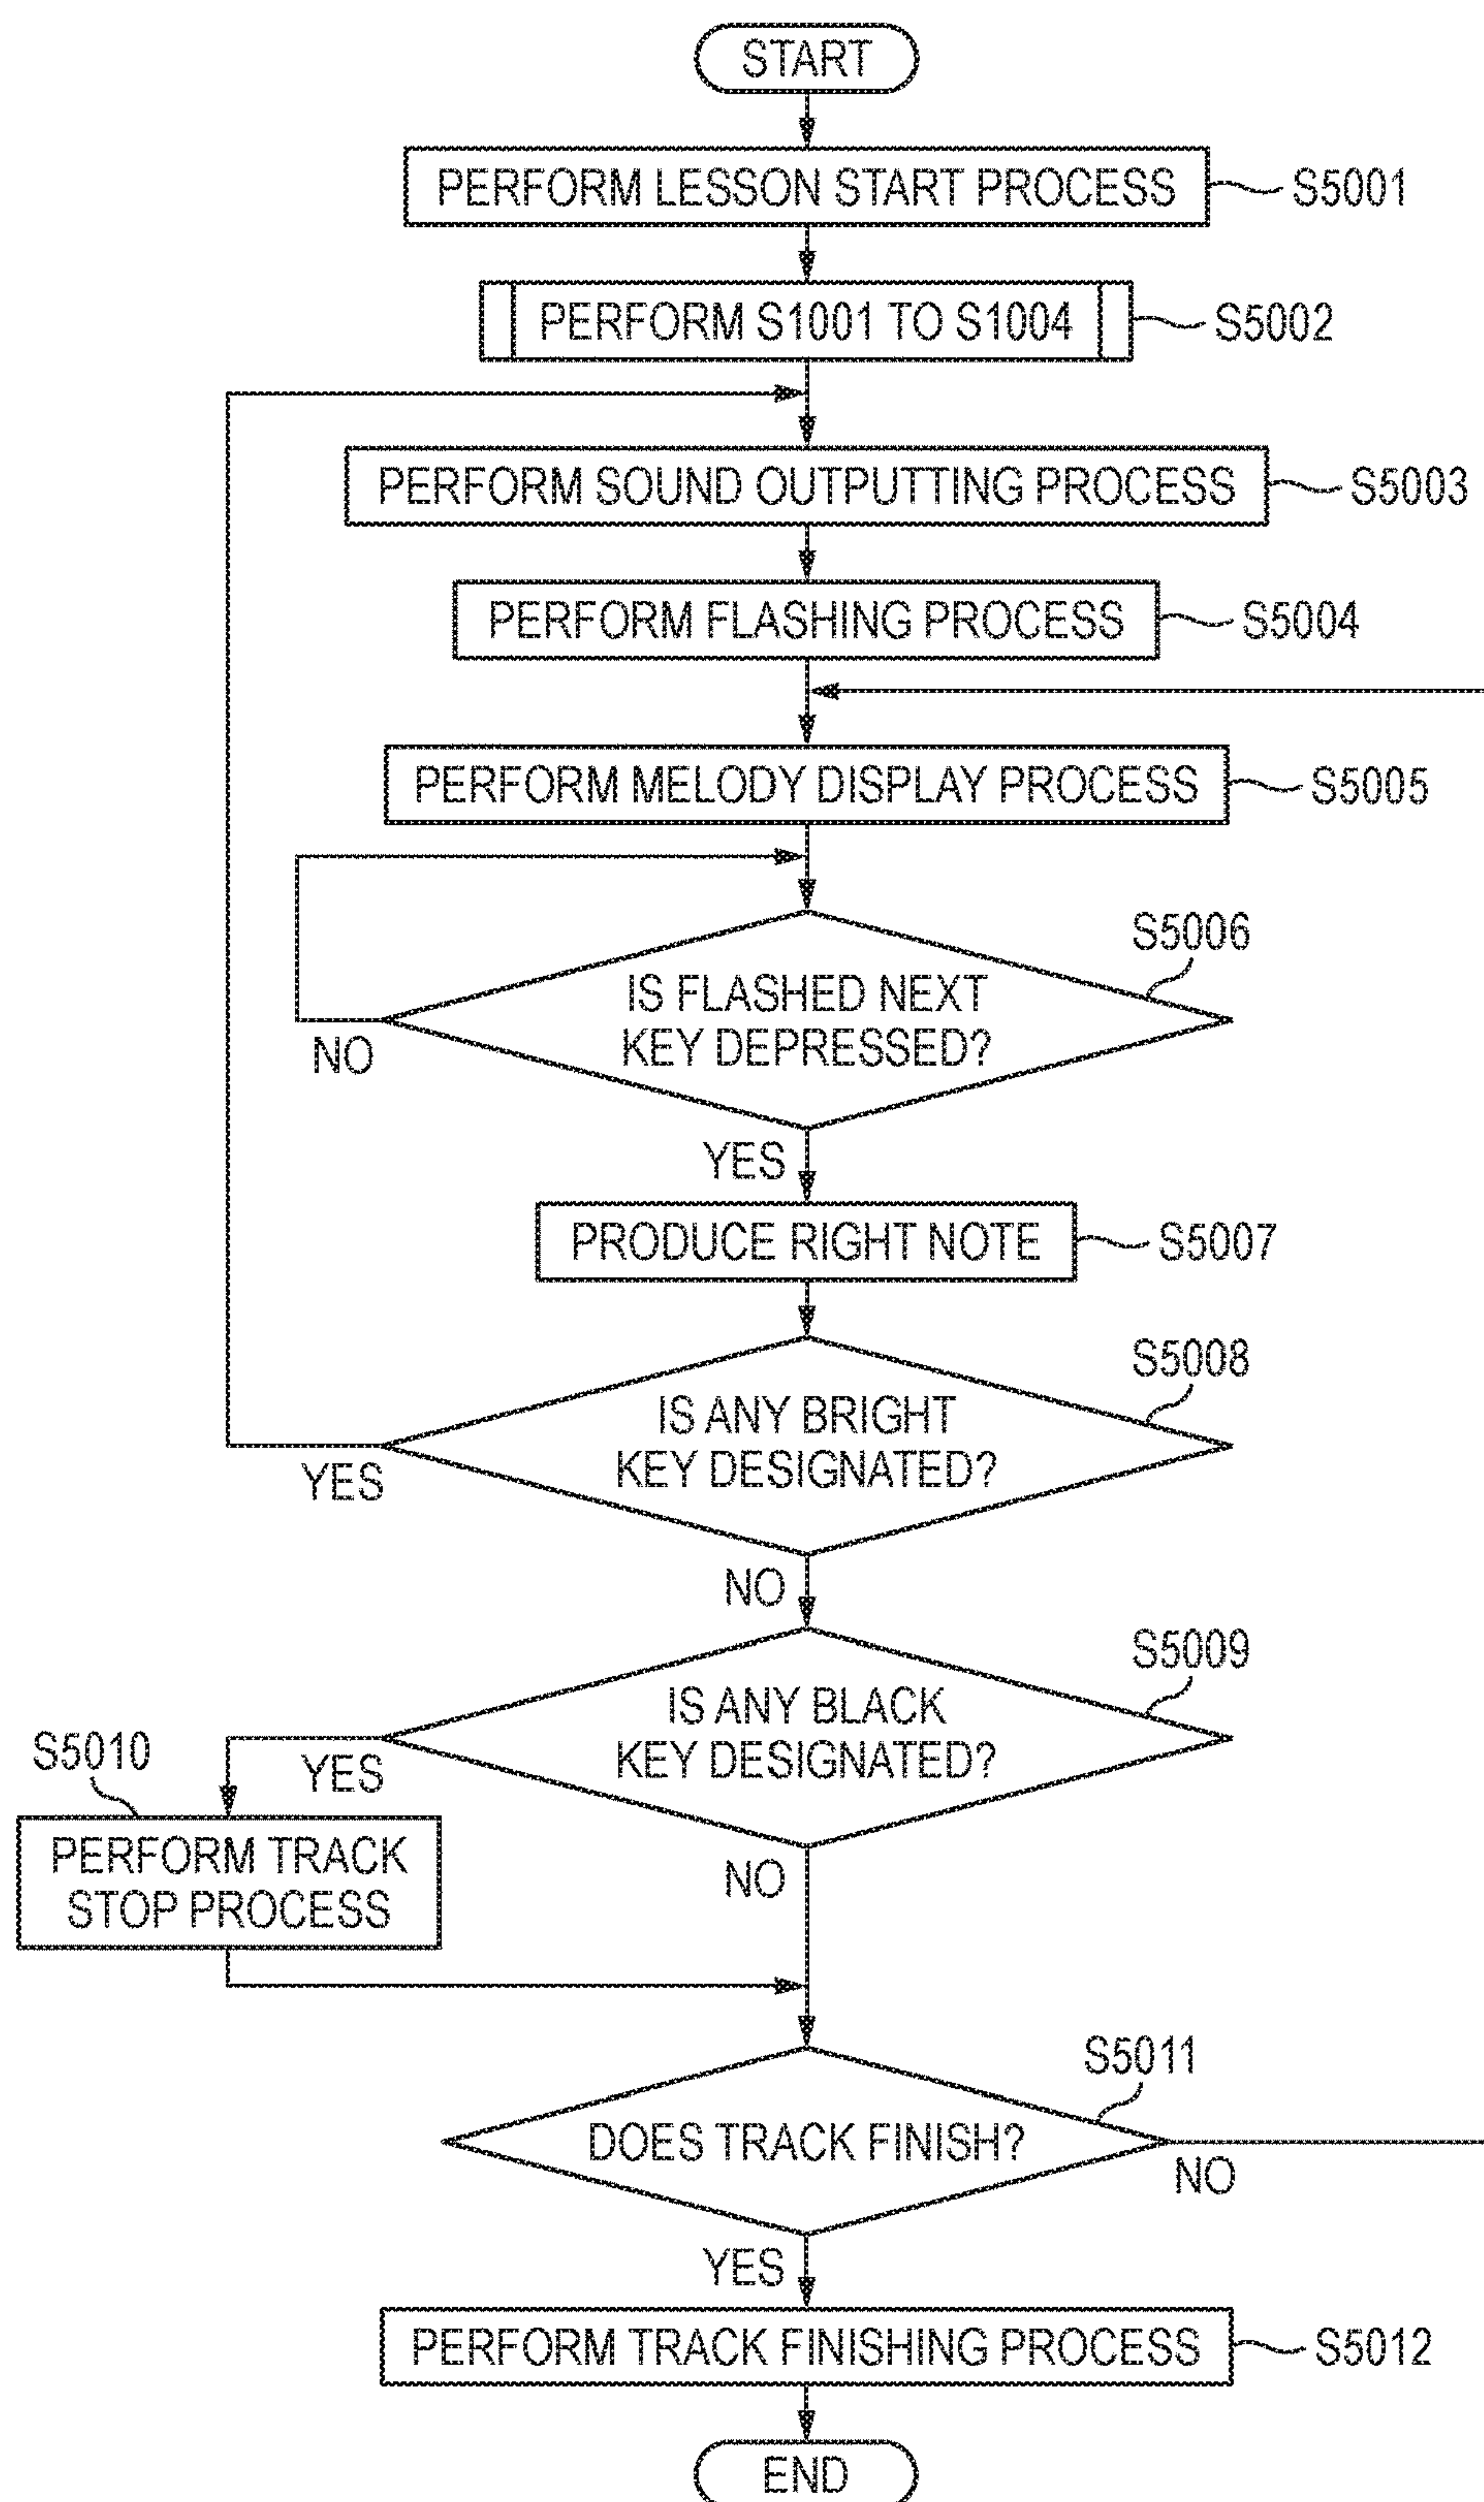 START
PERFORM LESSON START PROCESS
S5001
PERFORM S1001 TO S1004
S5002
PERFORM SOUND OUTPUTTING PROCESS
S5003
PERFORM FLASHING PROCESS
S5004
PERFORM MELODY DISPLAY PROCESS
S5005
S5006
IS FLASHED NEXT
KEY DEPRESSED?
NO
YES
PRODUCE RIGHT NOTE
S5007
S5008
IS ANY BRIGHT
KEY DESIGNATED?
YES
NO
S5009
IS ANY BLACK
KEY DESIGNATED?
S5010
YES
PERFORM TRACK
STOP PROCESS
NO
S5011
DOES TRACK FINISH?
NO
YES
PERFORM TRACK FINISHING PROCESS
S5012
END